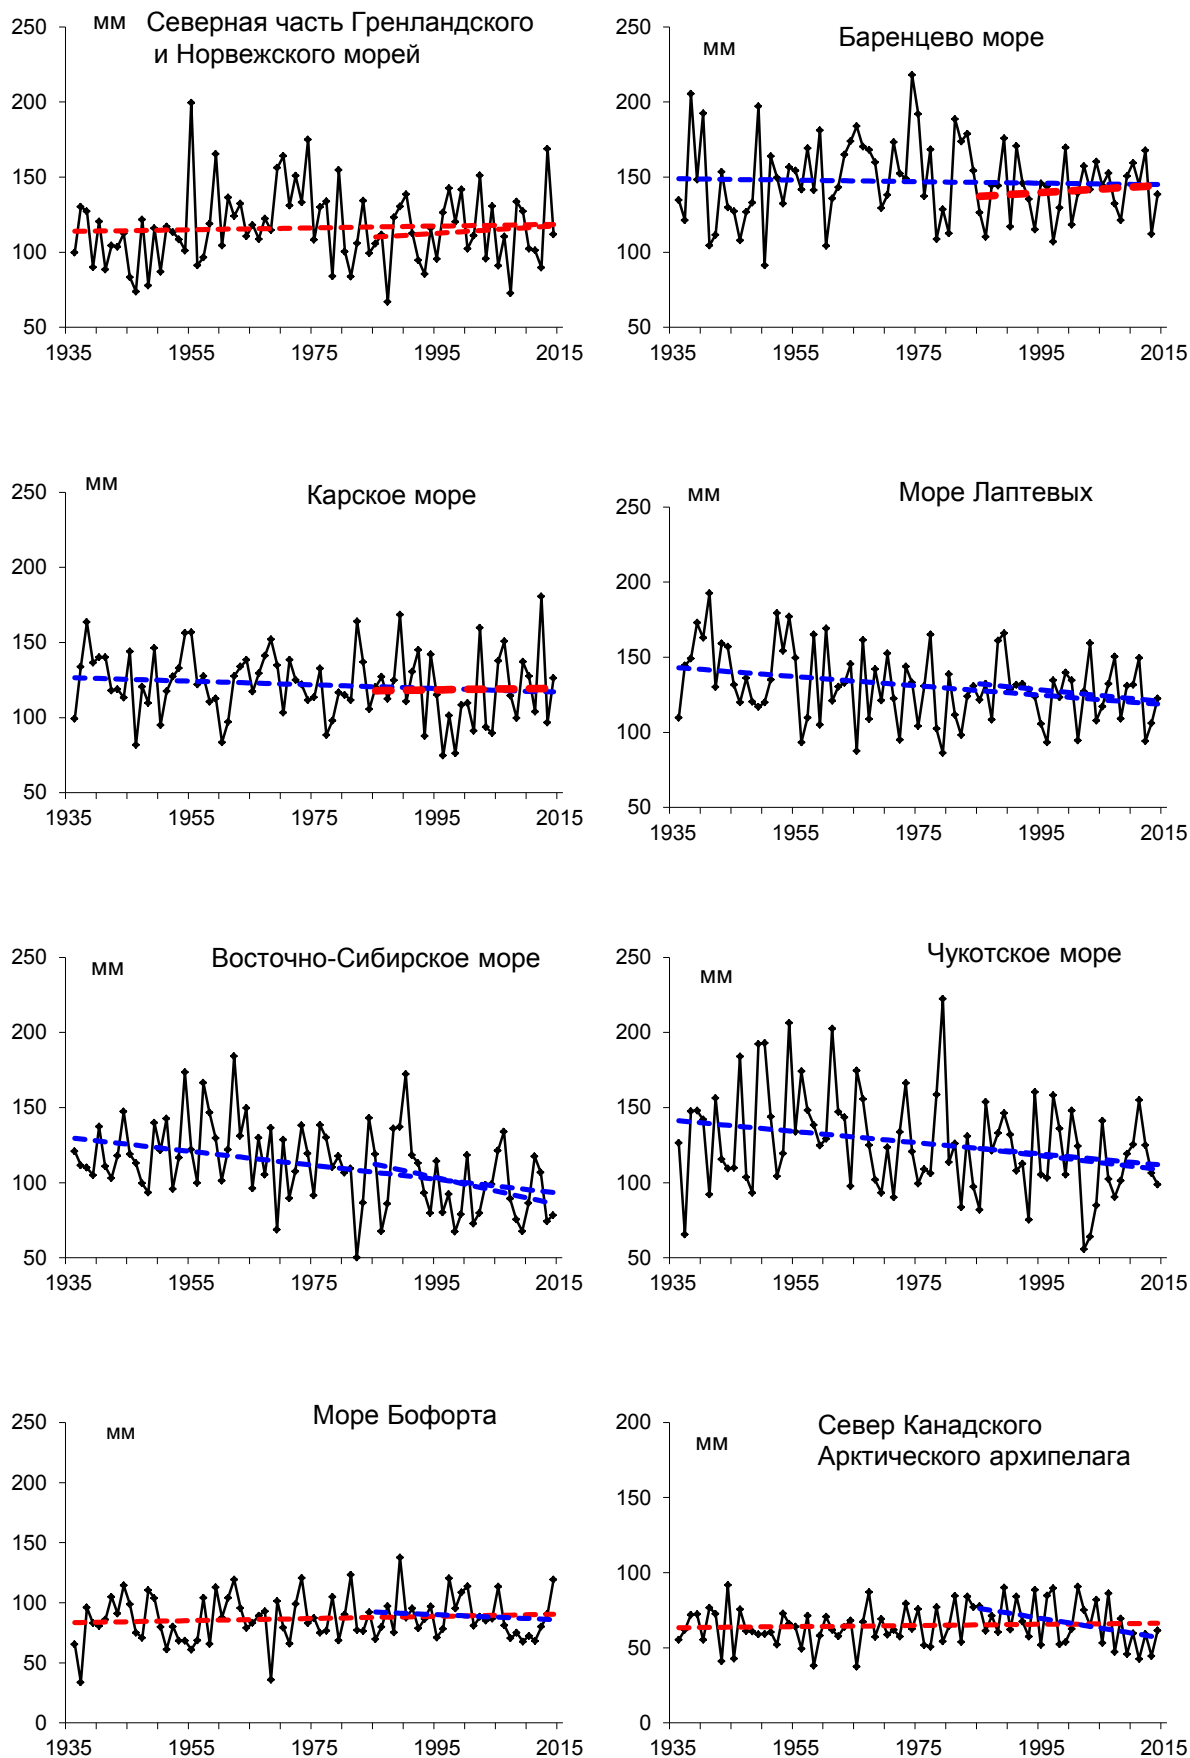 мм Северная часть Гренландского
и Норвежского морей
250
200
150
100
50
1935 1955 1975 1995 2015
Баренцево море
мм
250
200
150
100
50
1935 1955 1975 1995 2015
мм
Карское море
250
200
150
100
50
1935 1955 1975 1995 2015
Море Лаптевых
мм
250
200
150
100
50
1935 1955 1975 1995 2015
Восточно-Сибирское море
мм
250
200
150
100
50
1935 1955 1975 1995 2015
Чукотское море
мм
250
200
150
100
50
1935 1955 1975 1995 2015
Море Бофорта
мм
250
200
150
100
50
0
1935 1955 1975 1995 2015
Север Канадского
мм
Арктического архипелага
200
150
100
50
0
1935 1955 1975 1995 2015